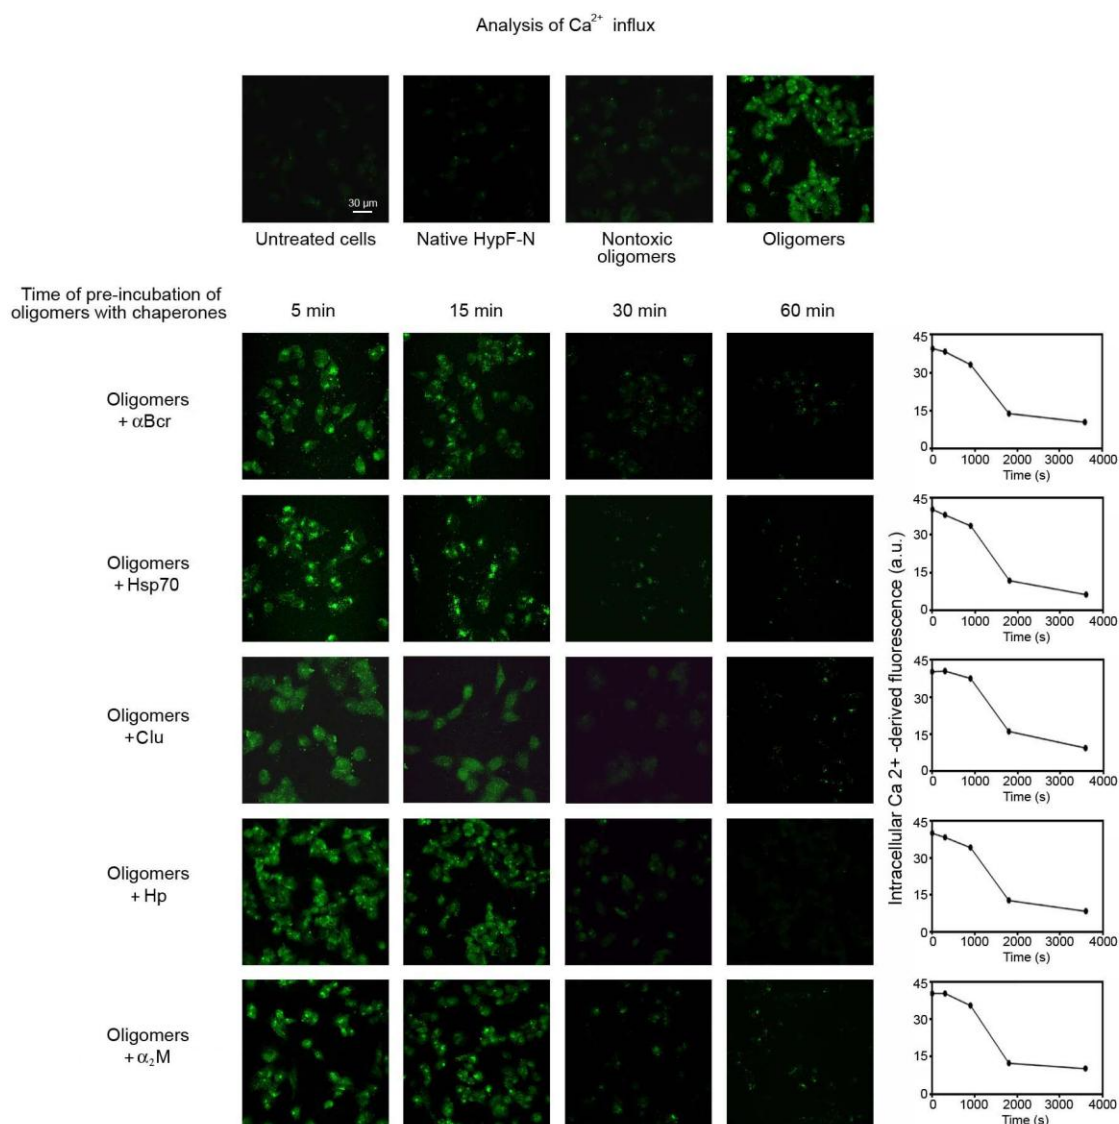 Analysis of Ca2+ influx
30 μm
Untreated cells
Native HypF-N
Nontoxic
oligomers
Oligomers
Time of pre-incubation of
oligomers with chaperones
5 min
15 min
30 min
60 min
Oligomers
+ αBcr
45
30
15
0
0 1000 2000 3000 4000
Time (s)
Oligomers
+ Hsp70
45
30
15
0
0 1000 2000 3000 4000
Time (s)
Oligomers
+Clu
45
30
15
0
0 1000 2000 3000 4000
Time (s)
Oligomers
+ Hp
45
30
15
0
0 1000 2000 3000 4000
Time (s)
Oligomers
+ α2M
45
30
15
0
0 1000 2000 3000 4000
Time (s)
Intracellular Ca 2+ -derived fluorescence (a.u.)